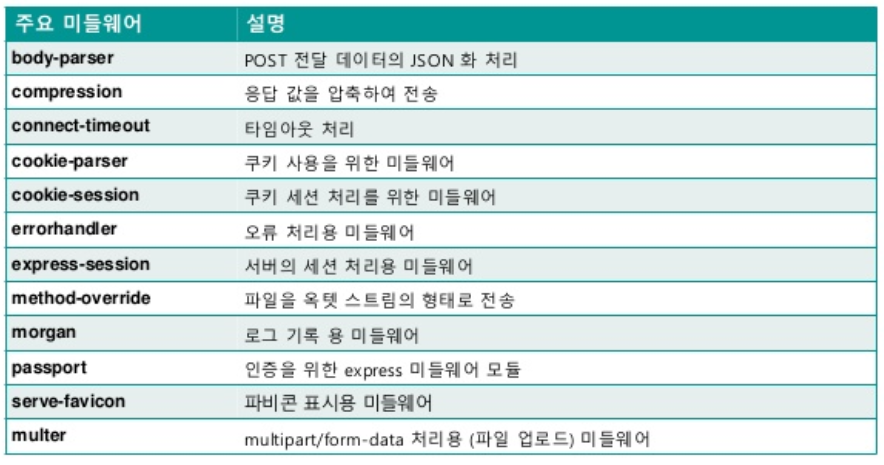 주요 미들웨어 설명
body-parser POST 전달 데이터의 JSON 화 처리
compression 응답 값을 압축하여 전송
connect-timeout 타임아웃 처리
cookie-parser 쿠키 사용을 위한 미들웨어
cookie-session 쿠키 세션 처리를 위한 미들웨어
errorhandler 오류 처리용 미들웨어
express-session 서버의 세션 처리용 미들웨어
method-override 파일을 옥텟 스트림의 형태로 전송
morgan 로그 기록 용 미들웨어
passport 인증을 위한 express 미들웨어 모듈
serve-favicon 파비콘 표시용 미들웨어
multer multipart/form-data 처리용 (파일 업로드) 미들웨어